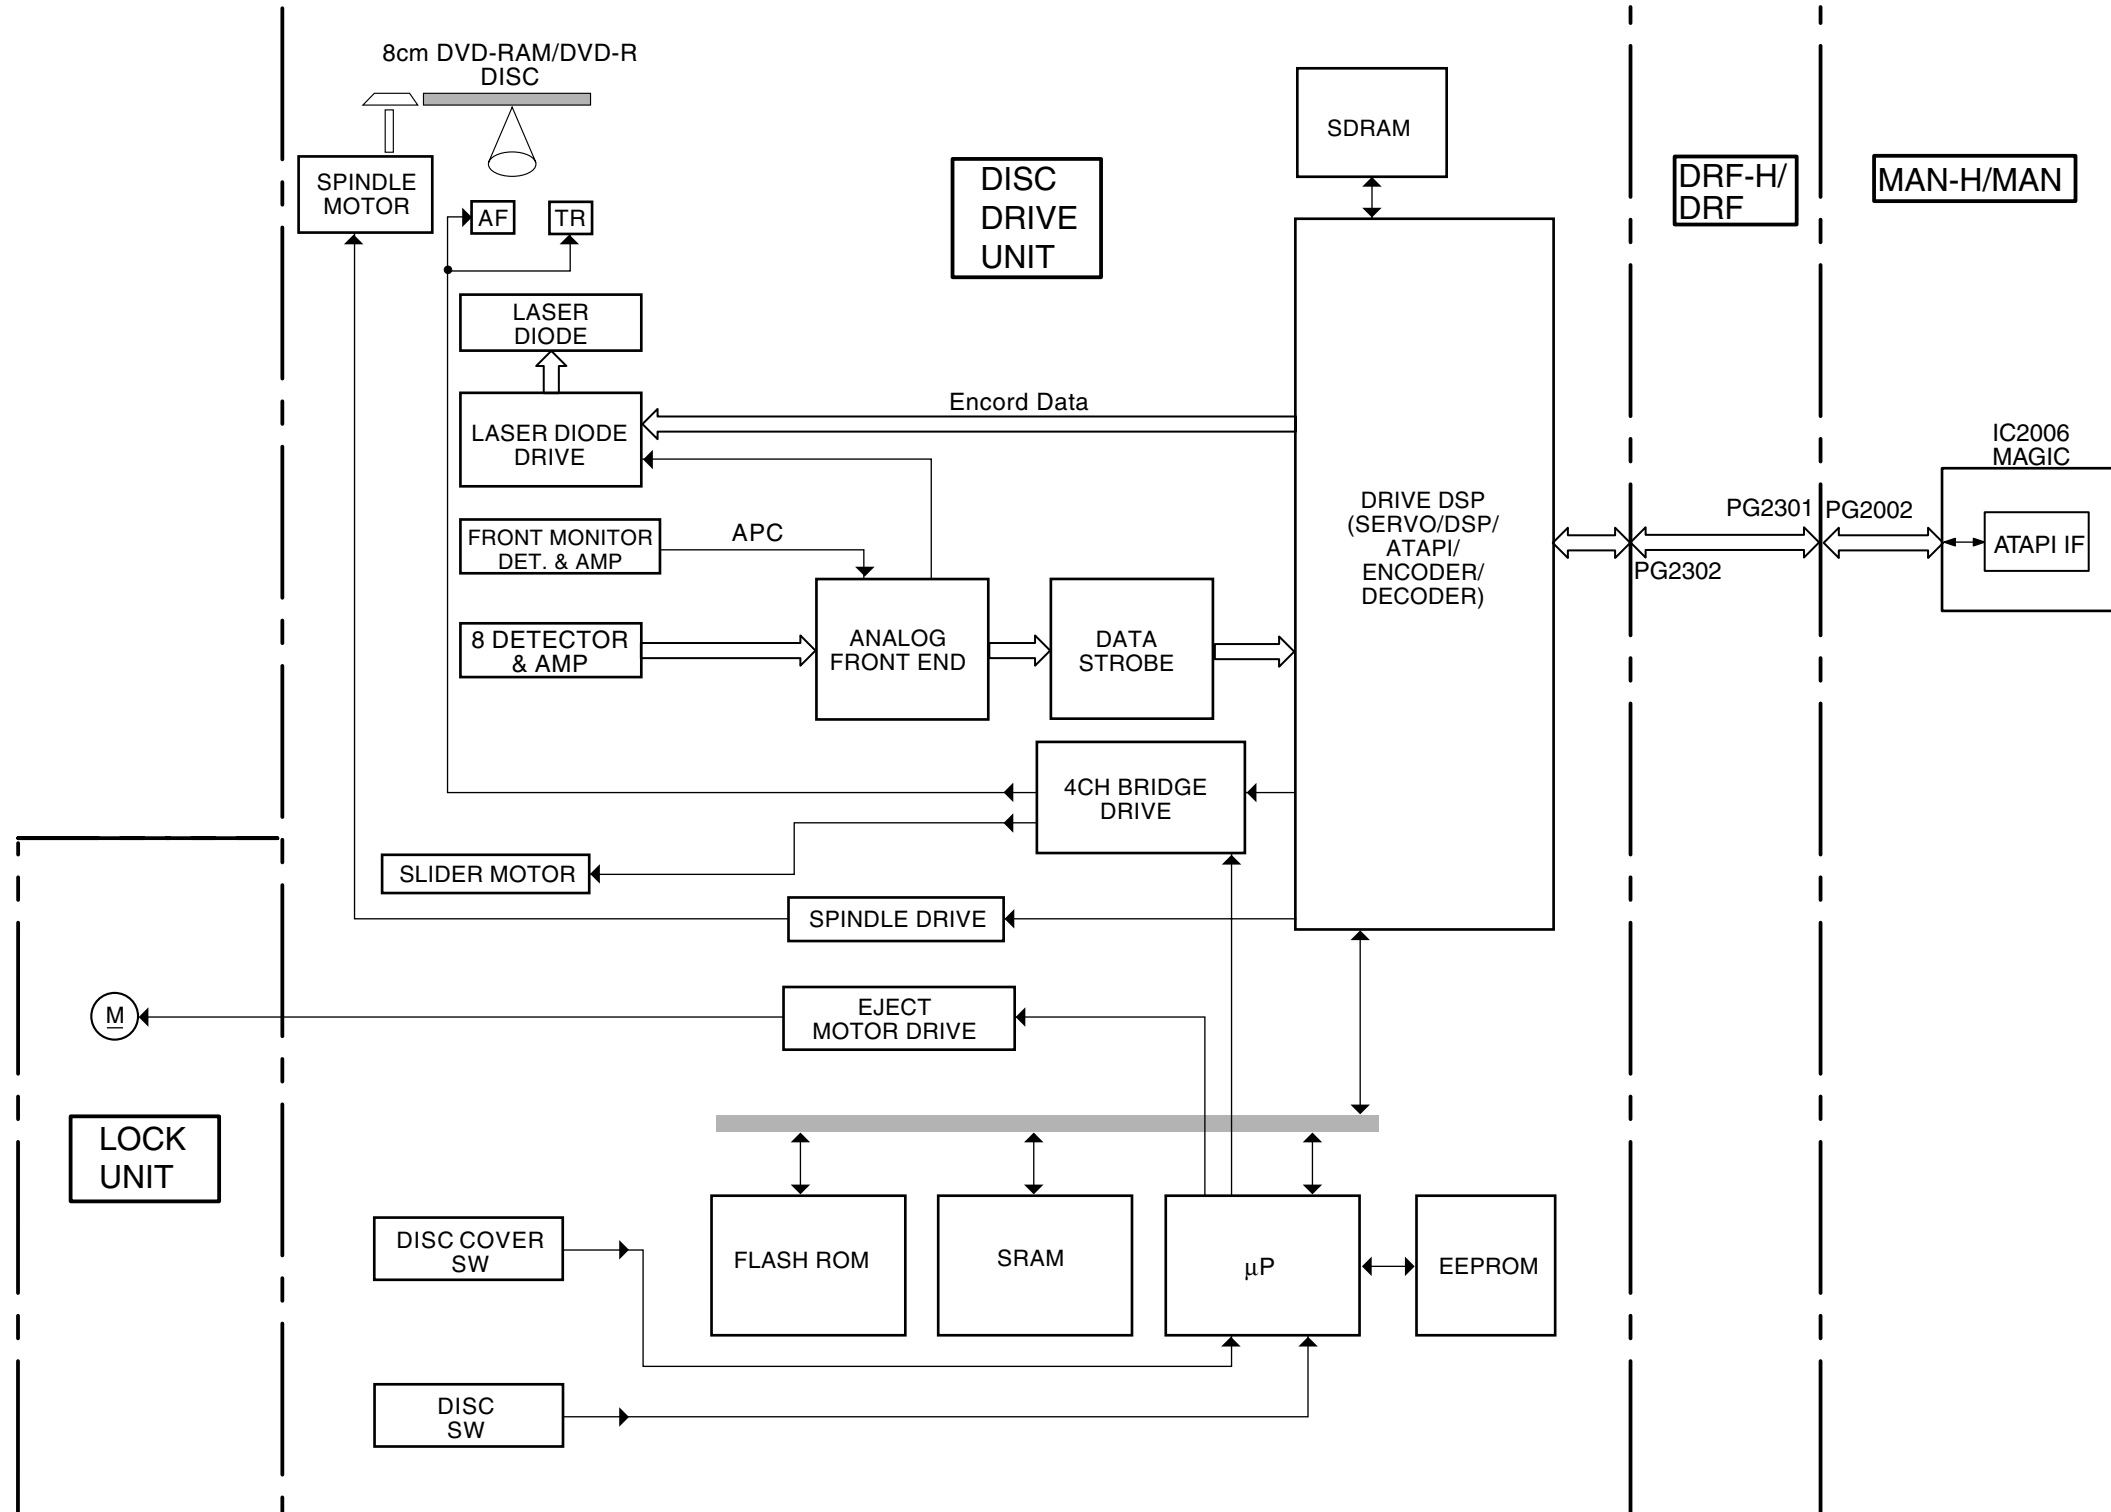 8cm DVD-RAM/DVD-R
DISC
SPINDLE
MOTOR
AF
TR
DISC
DRIVE
UNIT
SDRAM
DRF-H/
DRF
MAN-H/MAN
LASER
DIODE
LASER DIODE
DRIVE
Encord Data
FRONT MONITOR
DET. & AMP
APC
8 DETECTOR
& AMP
ANALOG
FRONT END
DATA
STROBE
DRIVE DSP
(SERVO/DSP/
ATAPI/
ENCODER/
DECODER)
PG2301
PG2302
PG2002
IC2006
MAGIC
ATAPI IF
4CH BRIDGE
DRIVE
SLIDER MOTOR
SPINDLE DRIVE
M
EJECT
MOTOR DRIVE
LOCK
UNIT
DISC COVER
SW
FLASH ROM
SRAM
μP
EEPROM
DISC
SW